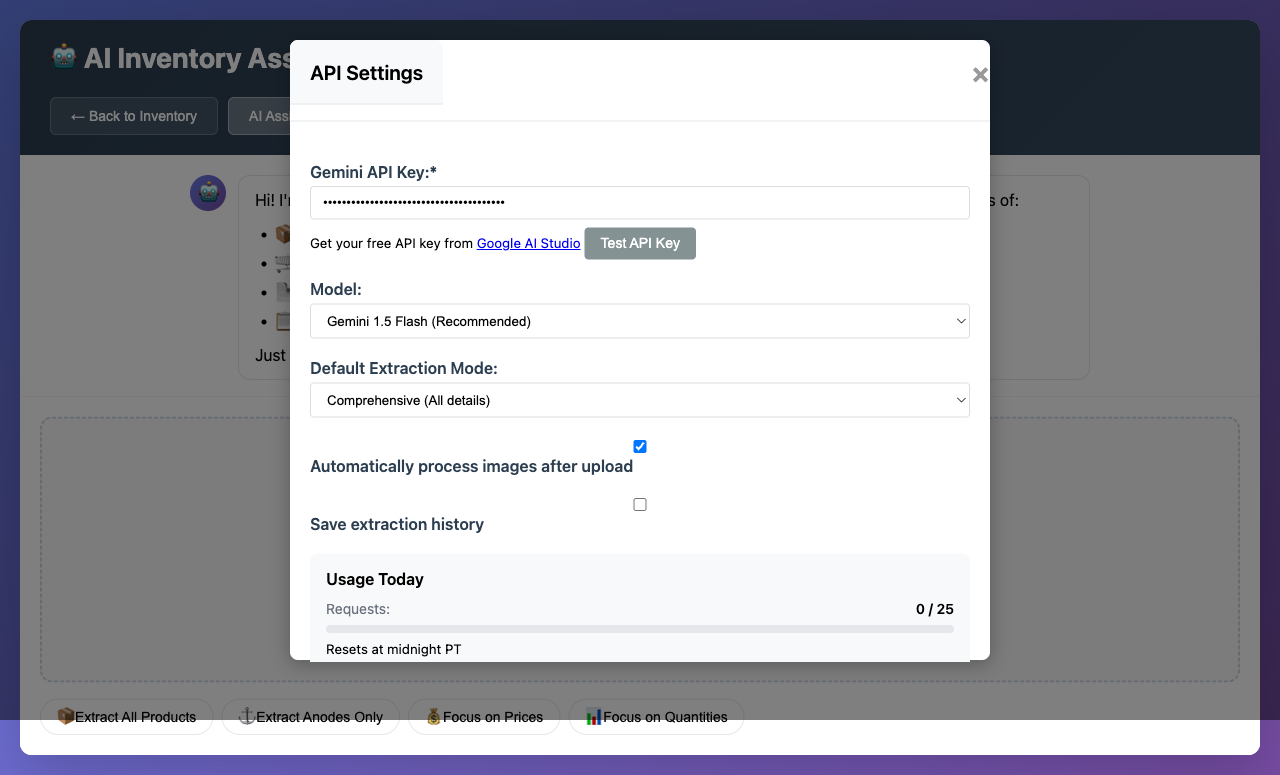 AI Inventory Ass
← Back to Inventory
AI Ass
API Settings
×
Hi! I'
s of:
Just
Gemini API Key:*
••••••••••••••••••••••••••••••••••••••
Get your free API key from Google AI Studio Test API Key
Model:
Gemini 1.5 Flash (Recommended)
Default Extraction Mode:
Comprehensive (All details)
Automatically process images after upload
Save extraction history
Usage Today
Requests: 0 / 25
Resets at midnight PT
Extract All Products Extract Anodes Only Focus on Prices Focus on Quantities